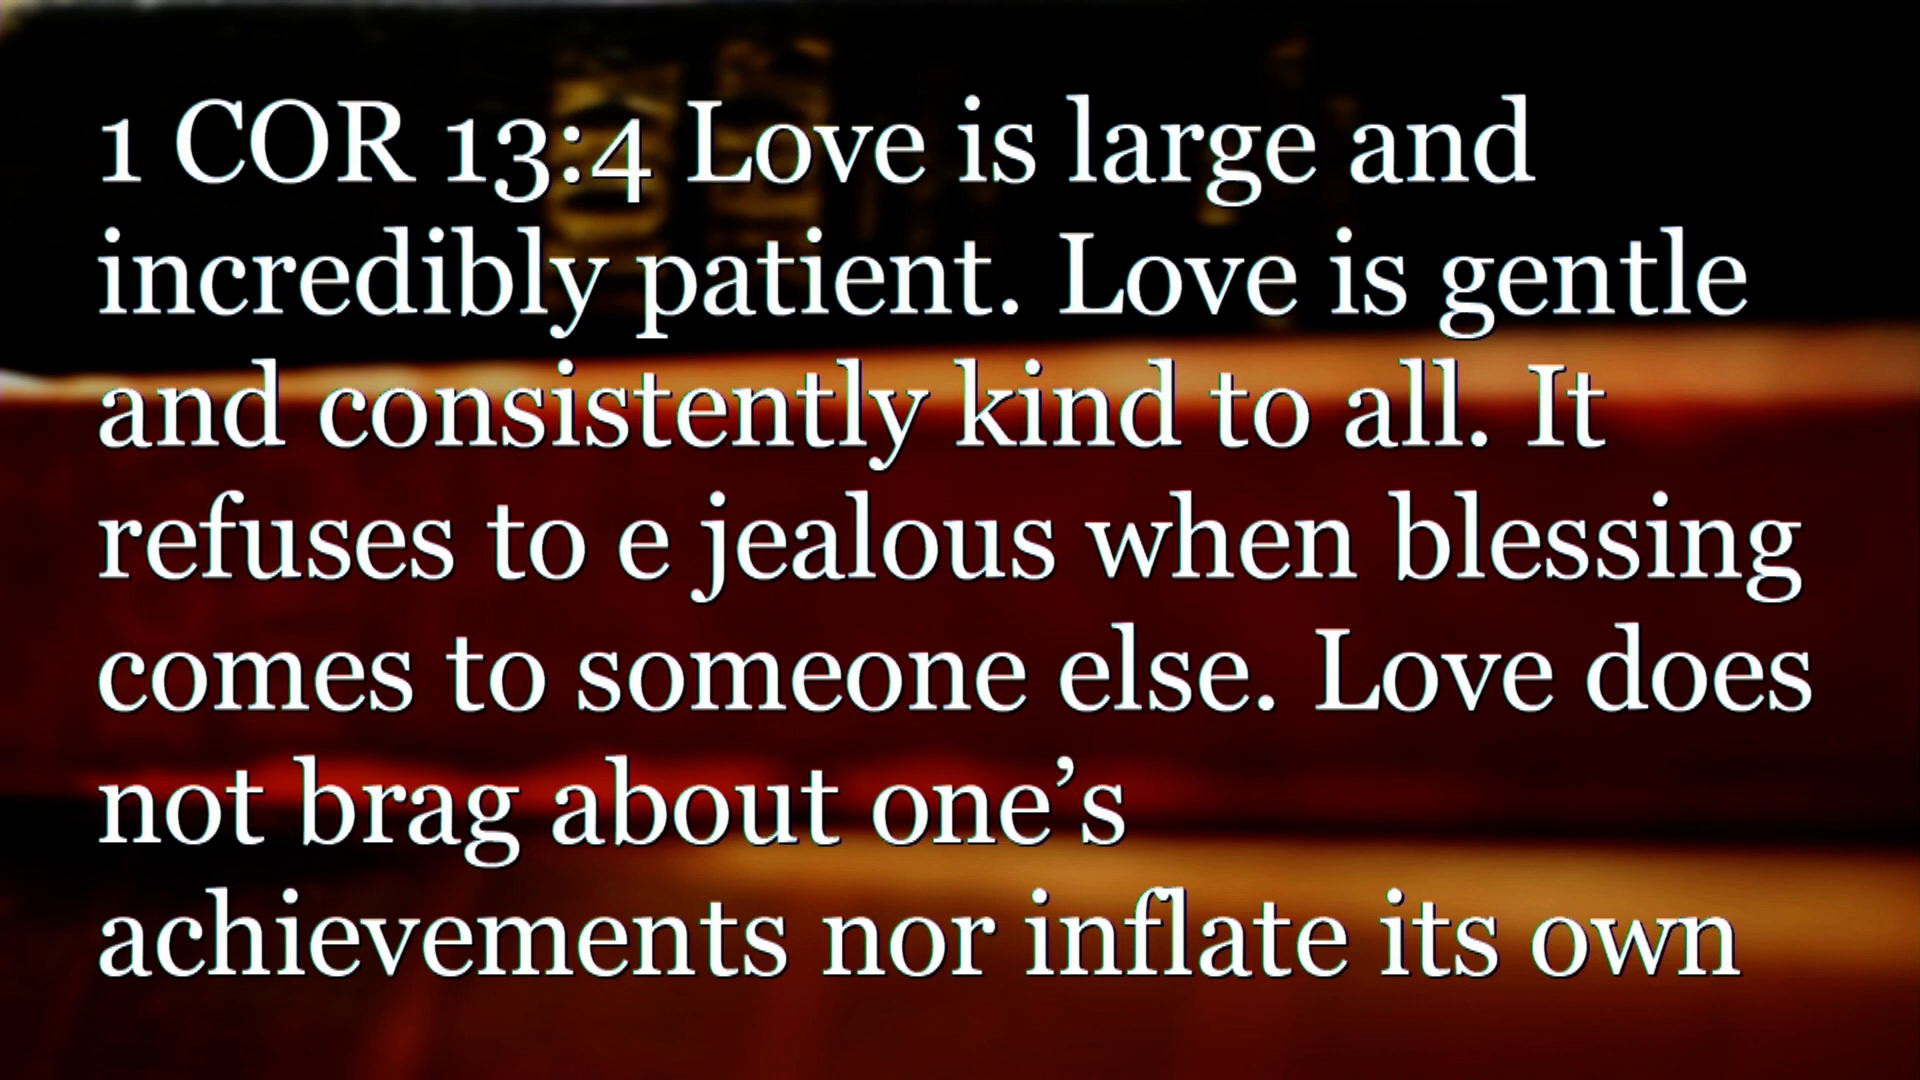 1 COR 13:4 Love is large and
incredibly patient. Love is gentle
and consistently kind to all. It
refuses to e jealous when blessing
comes to someone else. Love does
not brag about one’s
achievements nor inflate its own